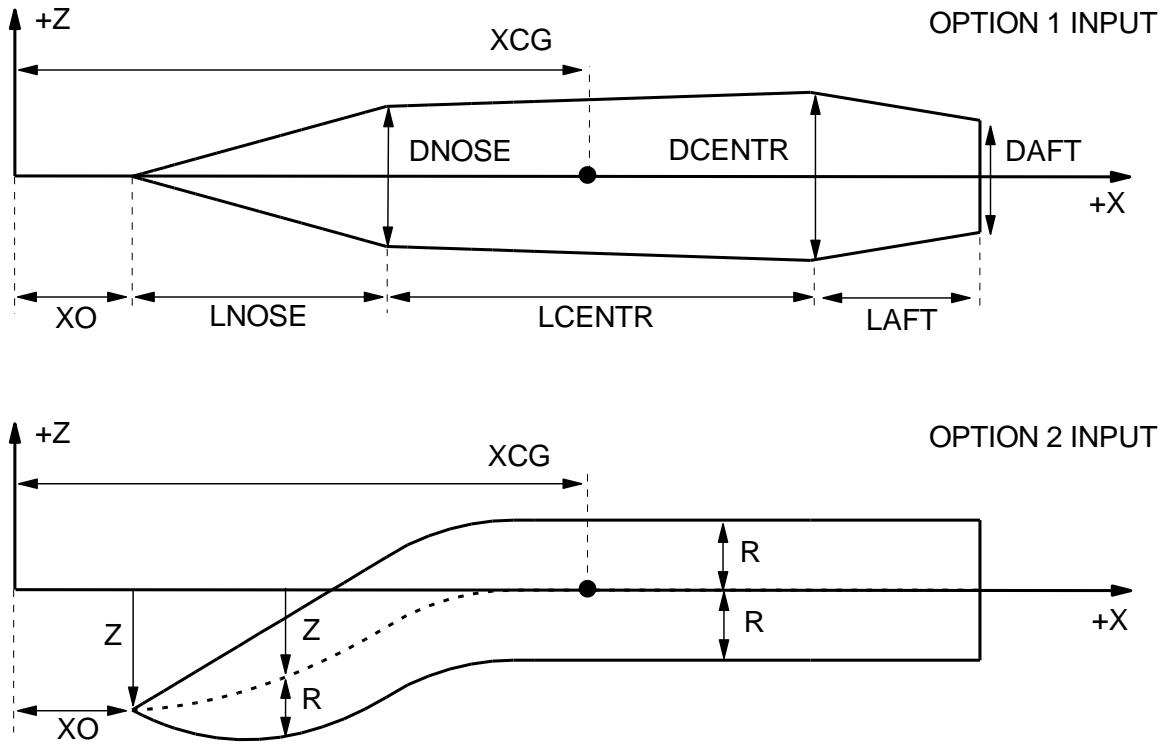 +Z
OPTION 1 INPUT
XCG
DNOSE
DCENTR
DAFT
+X
XO
LNOSE
LCENTR
LAFT
+Z
OPTION 2 INPUT
XCG
R
Z
Z
R
+X
R
XO